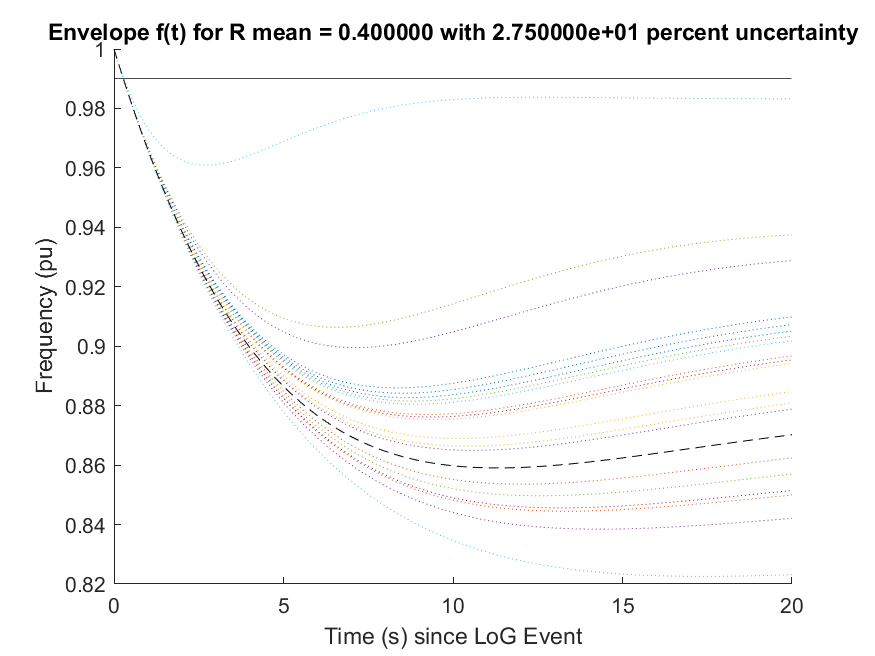 Envelope f(t) for R mean = 0.400000 with 2.750000e+01 percent uncertainty
1
0.98
0.96
0.94
0.92
0.9
0.88
0.86
0.84
0.82
Frequency (pu)
0 5 10 15 20
Time (s) since LoG Event